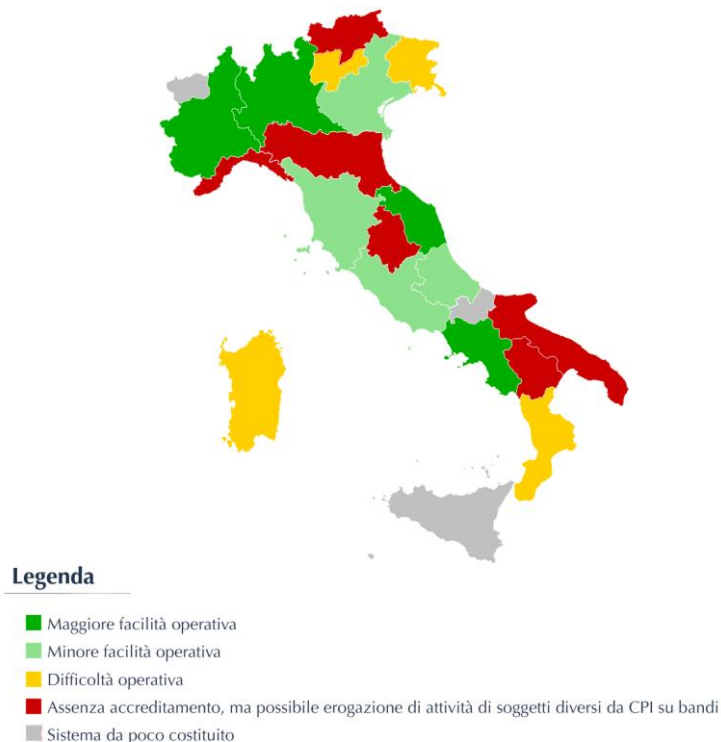 Legenda
Maggiore facilità operativa
Minore facilità operativa
Difficoltà operativa
Assenza accreditamento, ma possibile erogazione di attività di soggetti diversi da CPI su bandi
Sistema da poco costituito